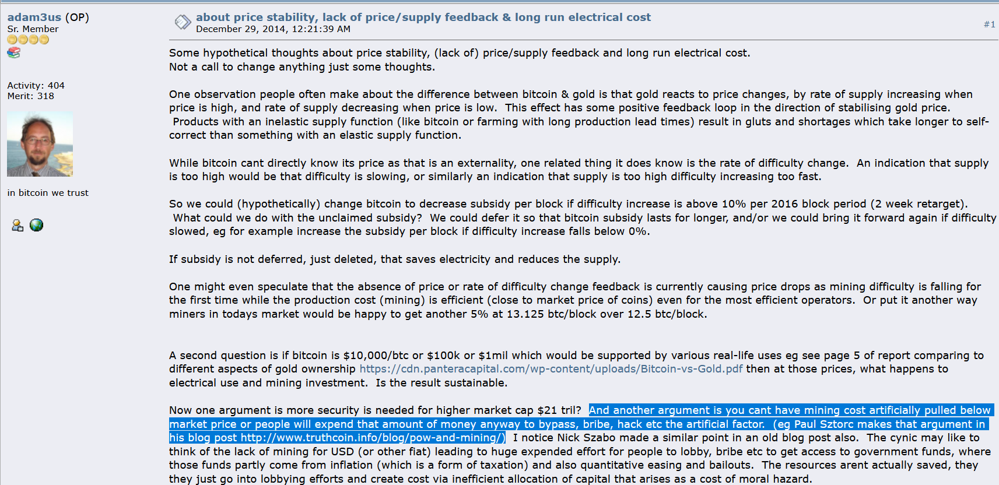 adam3us (OP)
Sr. Member
Activity: 404
Merit: 318
in bitcoin we trust
about price stability, lack of price/supply feedback & long run electrical cost
December 29, 2014, 12:21:39 AM
#1
Some hypothetical thoughts about price stability, (lack of) price/supply feedback and long run electrical cost.
Not a call to change anything just some thoughts.
One observation people often make about the difference between bitcoin & gold is that gold reacts to price changes, by rate of supply increasing when
price is high, and rate of supply decreasing when price is low.  This effect has some positive feedback loop in the direction of stabilising gold price.
Products with an inelastic supply function (like bitcoin or farming with long production lead times) result in gluts and shortages which take longer to self-
correct than something with an elastic supply function.
While bitcoin cant directly know its price as that is an externality, one related thing it does know is the rate of difficulty change.  An indication that supply
is too high would be that difficulty is slowing, or similarly an indication that supply is too high difficulty increasing too fast.
So we could (hypothetically) change bitcoin to decrease subsidy per block if difficulty increase is above 10% per 2016 block period (2 week retarget).
What could we do with the unclaimed subsidy?  We could defer it so that bitcoin subsidy lasts for longer, and/or we could bring it forward again if difficulty
slowed, eg for example increase the subsidy per block if difficulty increase falls below 0%.
If subsidy is not deferred, just deleted, that saves electricity and reduces the supply.
One might even speculate that the absence of price or rate of difficulty change feedback is currently causing price drops as mining difficulty is falling for
the first time while the production cost (mining) is efficient (close to market price of coins) even for the most efficient operators.  Or put it another way
miners in todays market would be happy to get another 5% at 13.125 btc/block over 12.5 btc/block.
A second question is if bitcoin is $10,000/btc or $100k or $1mil which would be supported by various real-life uses eg see page 5 of report comparing to
different aspects of gold ownership https://cdn.panteracapital.com/wp-content/uploads/Bitcoin-vs-Gold.pdf then at those prices, what happens to
electrical use and mining investment.  Is the result sustainable.
Now one argument is more security is needed for higher market cap $21 tril?  And another argument is you cant have mining cost artificially pulled below
market price or people will expend that amount of money anyway to bypass, bribe, hack etc the artificial factor.  (eg Paul Sztorc makes that argument in
his blog post http://www.truthcoin.info/blog/pow-and-mining/)  I notice Nick Szabo made a similar point in an old blog post also.  The cynic may like to
think of the lack of mining for USD (or other fiat) leading to huge expended effort for people to lobby, bribe etc to get access to government funds, where
those funds partly come from inflation (which is a form of taxation) and also quantitative easing and bailouts.  The resources arent actually saved, they
they just go into lobbying efforts and create cost via inefficient allocation of capital that arises as a cost of moral hazard.